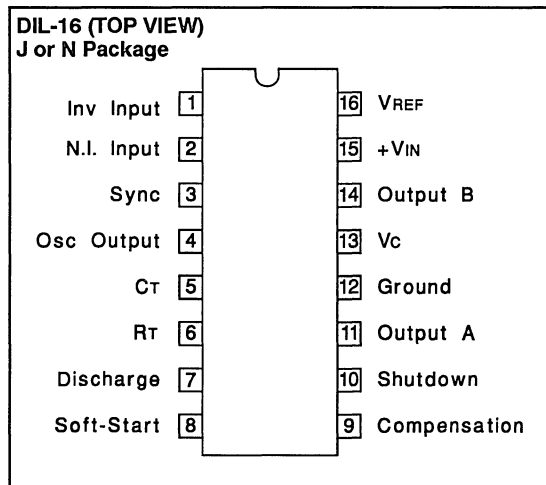 DIL-16 (TOP VIEW)
J or N Package
Inv Input 1 16 VREF
N.I. Input 2 15 +VIN
Sync 3 14 Output B
Osc Output 4 13 VC
CT 5 12 Ground
RT 6 11 Output A
Discharge 7 10 Shutdown
Soft-Start 8 9 Compensation